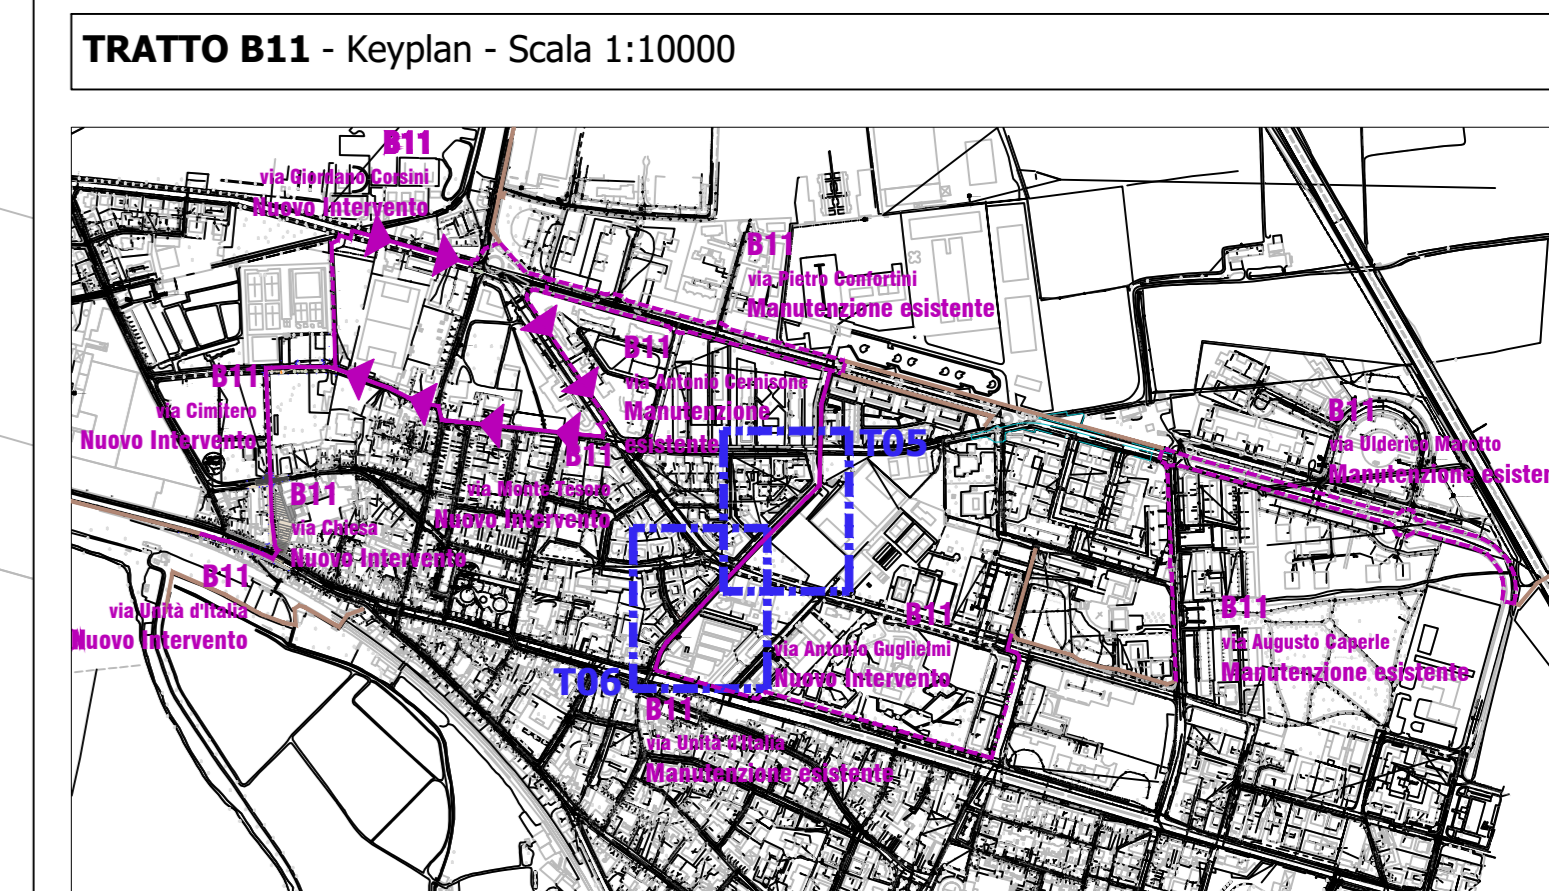 TRATTO B11 - Keyplan - Scala 1:10000
B11
via Giordano Corsini
Nuovo Intervento
B11
via Pietro Confortini
Manutenzione esistente
B11
via Antonio Cernisone
Manutenzione
esistente
B11
via Cimitero
Nuovo Intervento
B11
via Ulderico Marotto
Manutenzione esisten
T05
B11
via Monte Tesoro
Nuovo Intervento
B11
via Chiesa
Nuovo Intervento
B11
via Unità d'Italia
Nuovo Intervento
B11
via Antonio Guglielmi
Nuovo Intervento
B11
via Augusto Caperle
Manutenzione esistente
T06
B11
via Unità d'Italia
Manutenzione esistente